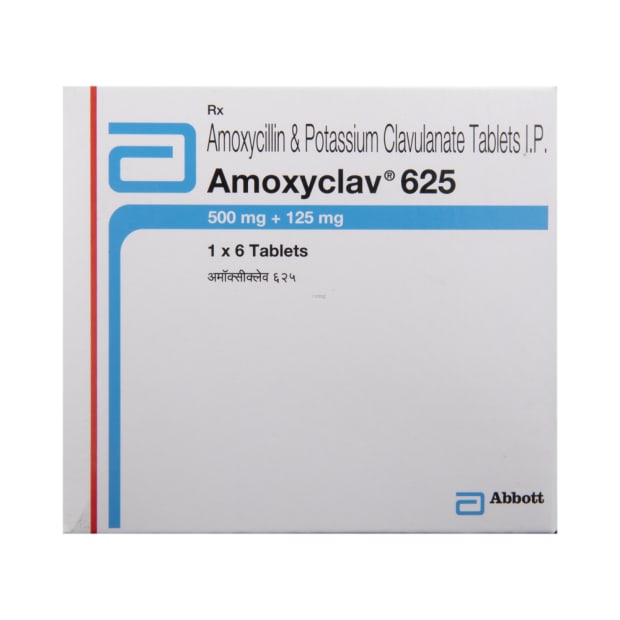 Rx
Amoxycillin & Potassium Clavulanate Tablets I.P.
Amoxyclav® 625
500 mg + 125 mg
1 x 6 Tablets
अमॉक्सीक्लेव ६२५
Abbott